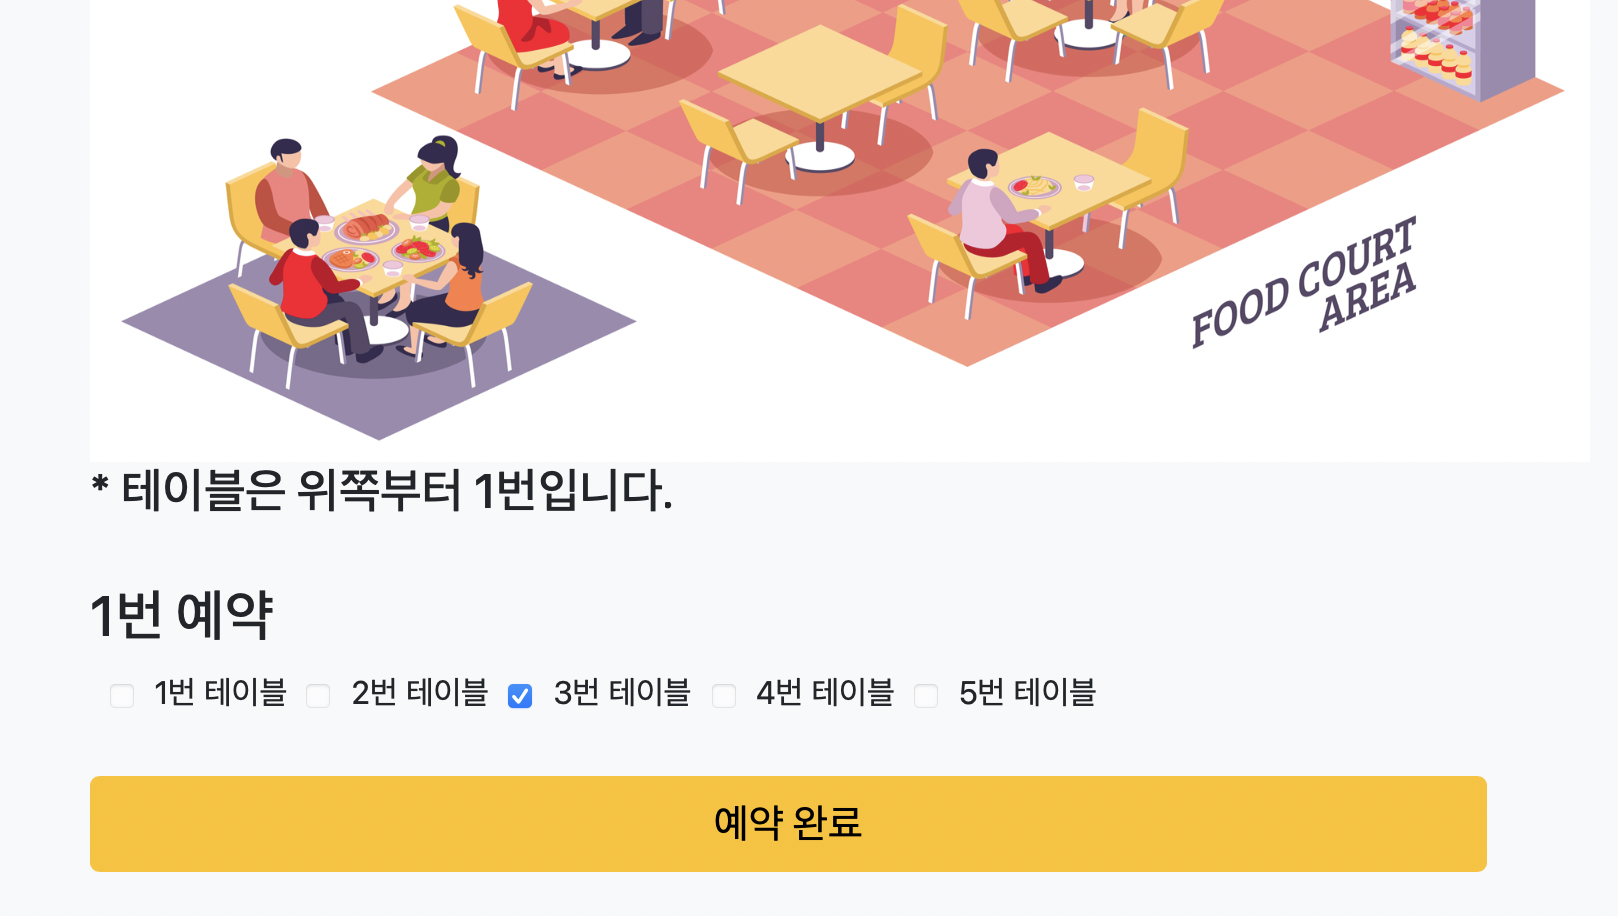 FOOD COURT
AREA
* 테이블은 위쪽부터 1번입니다.
1번 예약
1번 테이블 2번 테이블 3번 테이블 4번 테이블 5번 테이블
예약 완료